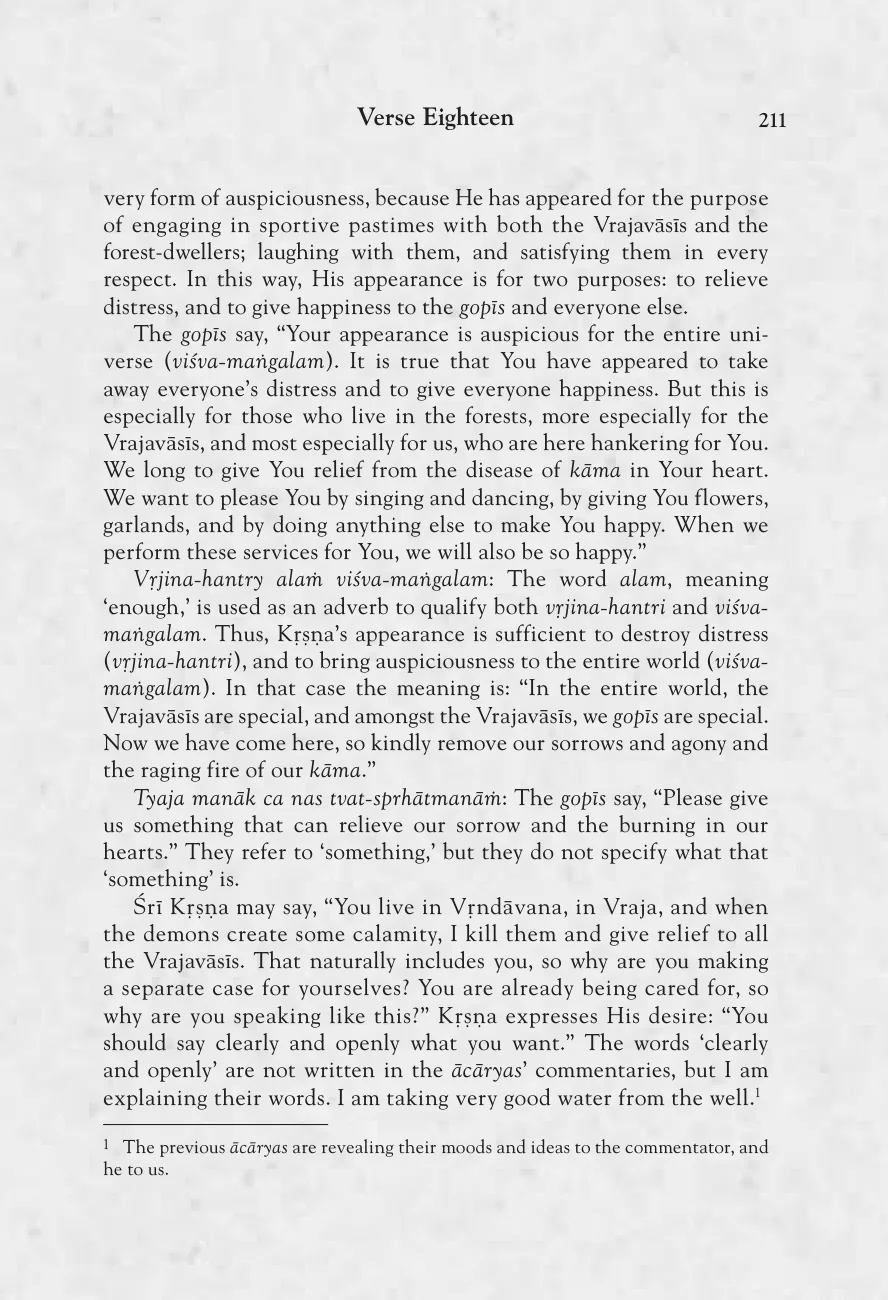 Verse Eighteen 211
very form of auspiciousness, because He has appeared for the purpose
of engaging in sportive pastimes with both the Vrajavāsīs and the
forest-dwellers; laughing with them, and satisfying them in every
respect. In this way, His appearance is for two purposes: to relieve
distress, and to give happiness to the gopīs and everyone else.
The gopīs say, “Your appearance is auspicious for the entire uni-
verse (viśva-maṅgalam). It is true that You have appeared to take
away everyone’s distress and to give everyone happiness. But this is
especially for those who live in the forests, more especially for the
Vrajavāsīs, and most especially for us, who are here hankering for You.
We long to give You relief from the disease of kāma in Your heart.
We want to please You by singing and dancing, by giving You flowers,
garlands, and by doing anything else to make You happy. When we
perform these services for You, we will also be so happy.”
Vṛjina-hantry alaṁ viśva-maṅgalam: The word alam, meaning
‘enough,’ is used as an adverb to qualify both vṛjina-hantri and viśva-
maṅgalam. Thus, Kṛṣṇa’s appearance is sufficient to destroy distress
(vṛjina-hantri), and to bring auspiciousness to the entire world (viśva-
maṅgalam). In that case the meaning is: “In the entire world, the
Vrajavāsīs are special, and amongst the Vrajavāsīs, we gopīs are special.
Now we have come here, so kindly remove our sorrows and agony and
the raging fire of our kāma.”
Tyaja manāk ca nas tvat-sprhātmanāṁ: The gopīs say, “Please give
us something that can relieve our sorrow and the burning in our
hearts.” They refer to ‘something,’ but they do not specify what that
‘something’ is.
Śrī Kṛṣṇa may say, “You live in Vṛndāvana, in Vraja, and when
the demons create some calamity, I kill them and give relief to all
the Vrajavāsīs. That naturally includes you, so why are you making
a separate case for yourselves? You are already being cared for, so
why are you speaking like this?” Kṛṣṇa expresses His desire: “You
should say clearly and openly what you want.” The words ‘clearly
and openly’ are not written in the ācāryas’ commentaries, but I am
explaining their words. I am taking very good water from the well.¹
¹ The previous ācāryas are revealing their moods and ideas to the commentator, and
he to us.